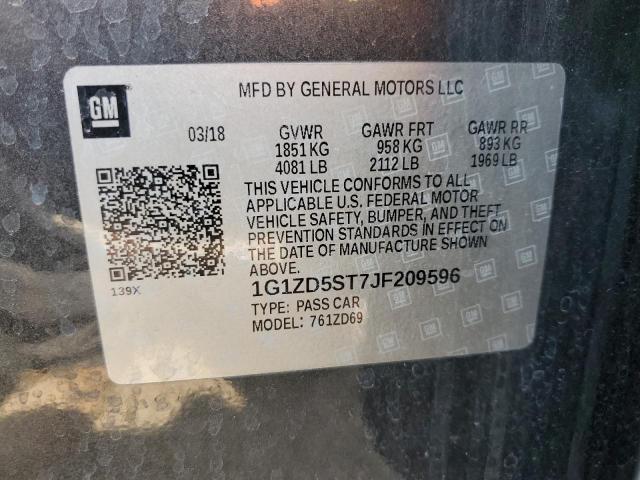 GM
MFD BY GENERAL MOTORS LLC
03/18 GVWR GAWR FRT GAWR RR
1851 KG 958 KG 893 KG
4081 LB 2112 LB 1969 LB
THIS VEHICLE CONFORMS TO ALL
APPLICABLE U.S. FEDERAL MOTOR
VEHICLE SAFETY, BUMPER, AND THEFT
PREVENTION STANDARDS IN EFFECT ON
THE DATE OF MANUFACTURE SHOWN
ABOVE.
139X
1G1ZD5ST7JF209596
TYPE: PASS CAR
MODEL: 761ZD69